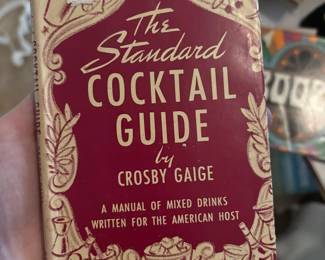 The
Standard
COCKTAIL
GUIDE
by
CROSBY GAIGE
A MANUAL OF MIXED DRINKS
WRITTEN FOR THE AMERICAN HOST